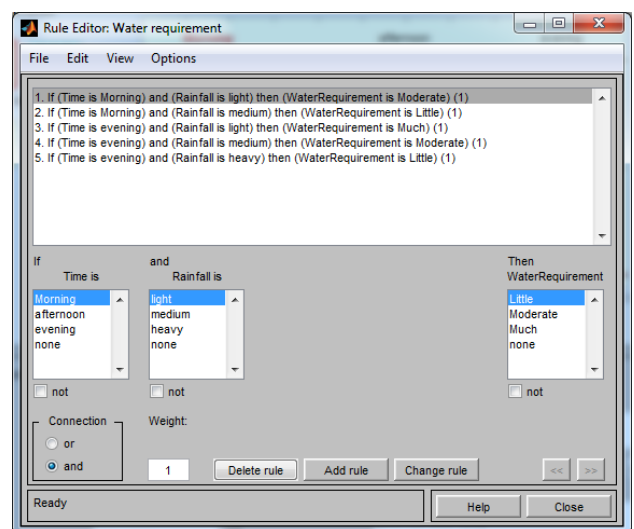 Rule Editor: Water requirement
File Edit View Options
1. If (Time is Morning) and (Rainfall is light) then (WaterRequirement is Moderate) (1)
2. If (Time is Morning) and (Rainfall is medium) then (WaterRequirement is Little) (1)
3. If (Time is evening) and (Rainfall is light) then (WaterRequirement is Much) (1)
4. If (Time is evening) and (Rainfall is medium) then (WaterRequirement is Moderate) (1)
5. If (Time is evening) and (Rainfall is heavy) then (WaterRequirement is Little) (1)
If and Then
Time is Rainfall is WaterRequirement
Morning light Little
afternoon medium Moderate
evening heavy Much
none none none
not not not
Connection Weight:
or
and 1 Delete rule Add rule Change rule << >>
Ready Help Close